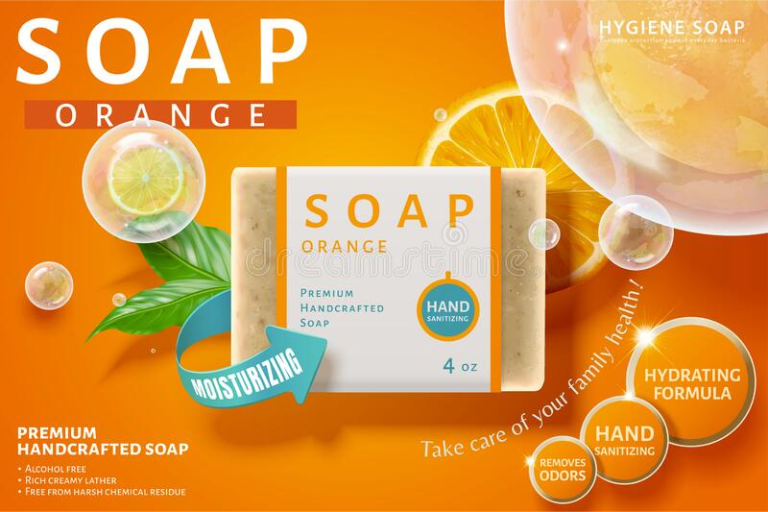 SOAP
ORANGE
HYGIENE SOAP
SOAP
ORANGE
PREMIUM
HANDCRAFTED
SOAP
HAND
SANITIZING
4 oz
MOISTURIZING
dreamstime
Take care of your family health!
HYDRATING
FORMULA
HAND
SANITIZING
REMOVES
ODORS
PREMIUM
HANDCRAFTED SOAP
• ALCOHOL FREE
• RICH CREAMY LATHER
• FREE FROM HARSH CHEMICAL RESIDUE